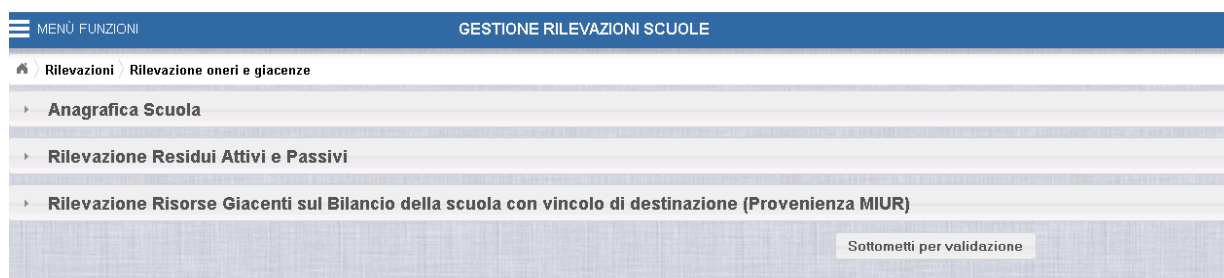 MENÙ FUNZIONI GESTIONE RILEVAZIONI SCUOLE
Rilevazioni Rilevazione oneri e giacenze
Anagrafica Scuola
Rilevazione Residui Attivi e Passivi
Rilevazione Risorse Giacenti sul Bilancio della scuola con vincolo di destinazione (Provenienza MIUR)
Sottometti per validazione